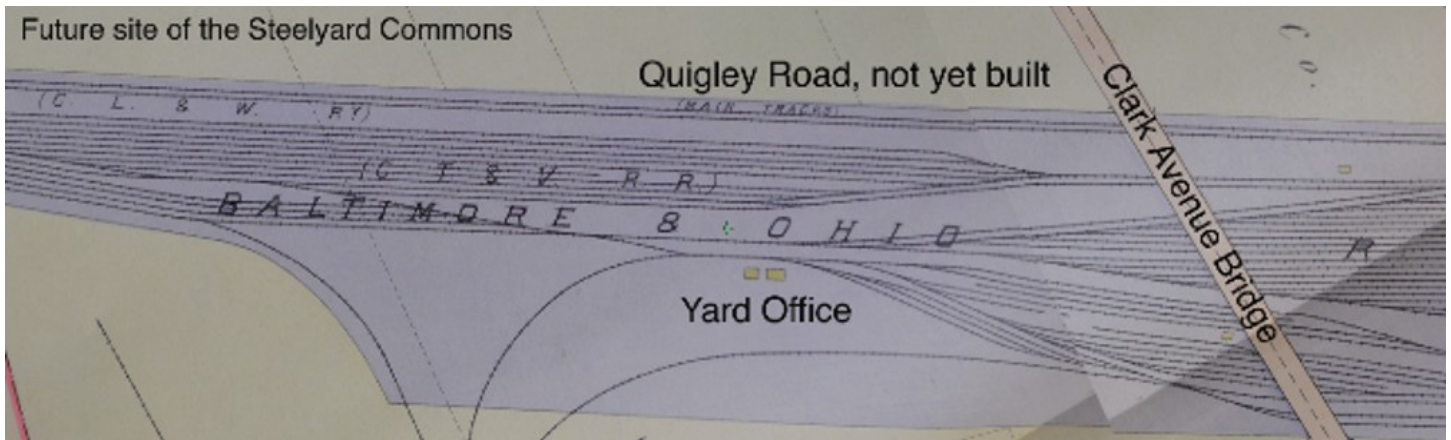 Future site of the Steelyard Commons
Co.
Quigley Road, not yet built
(C. L. & W. RY)
(MAIN TRACKS)
Clark Avenue Bridge
(C T & V R R)
BALTIMORE & OHIO
R
Yard Office